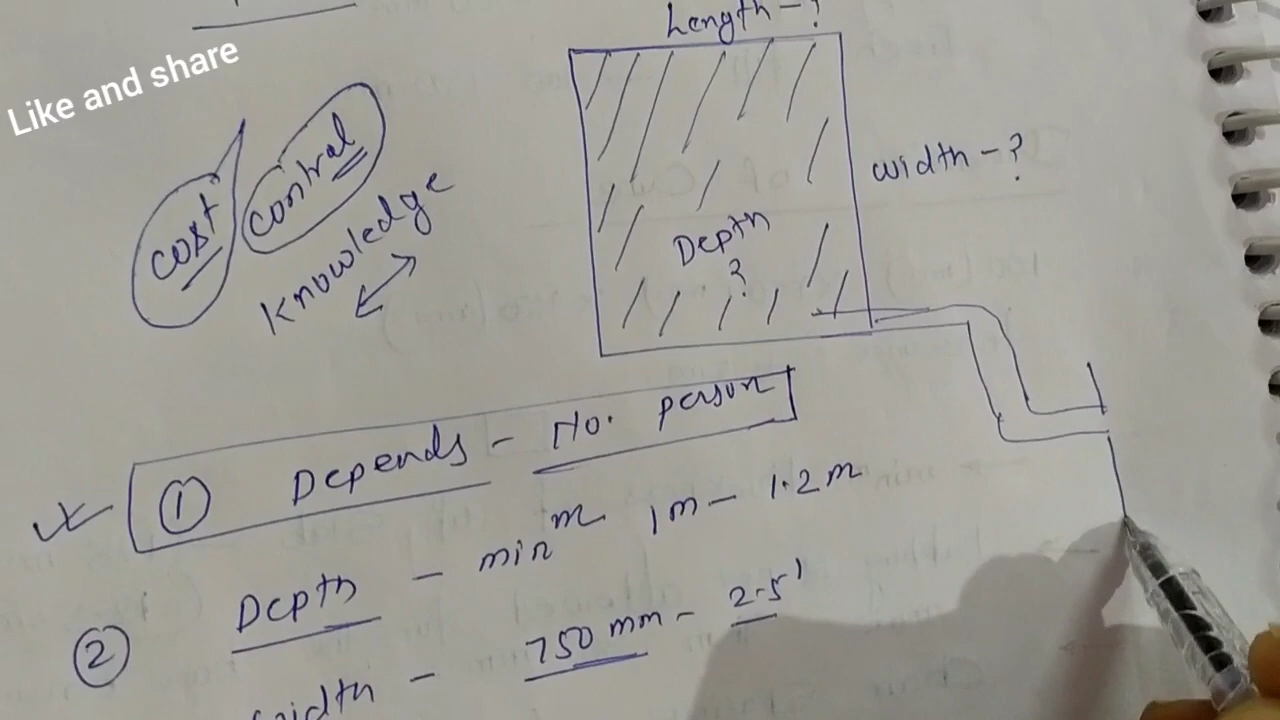 Length - ?
Like and share
cost control
knowledge
width - ?
Depth
?
① Depends - No. person
② Depth - minm 1m - 1.2m
width - 750 mm - 2.5'